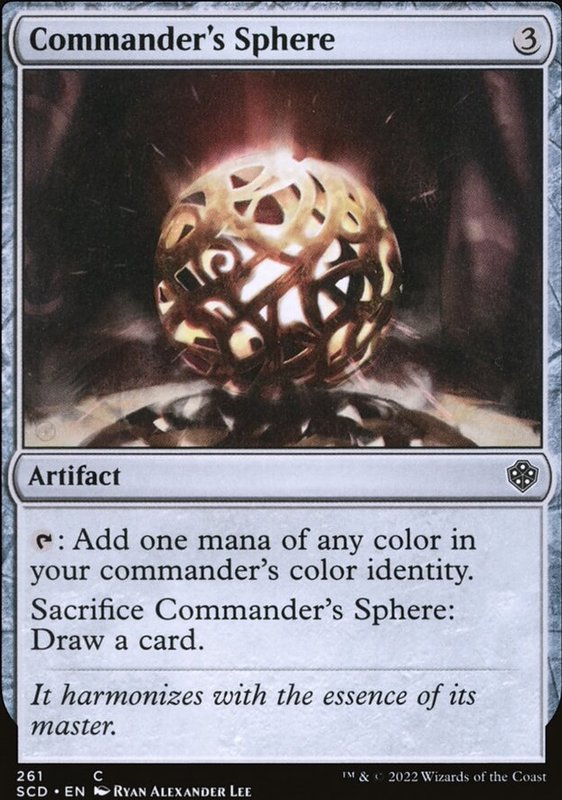 Commander's Sphere 3
Artifact
: Add one mana of any color in
your commander's color identity.
Sacrifice Commander's Sphere:
Draw a card.
It harmonizes with the essence of its
master.
261 C
SCD • EN Ryan Alexander Lee
™ & © 2022 Wizards of the Coast